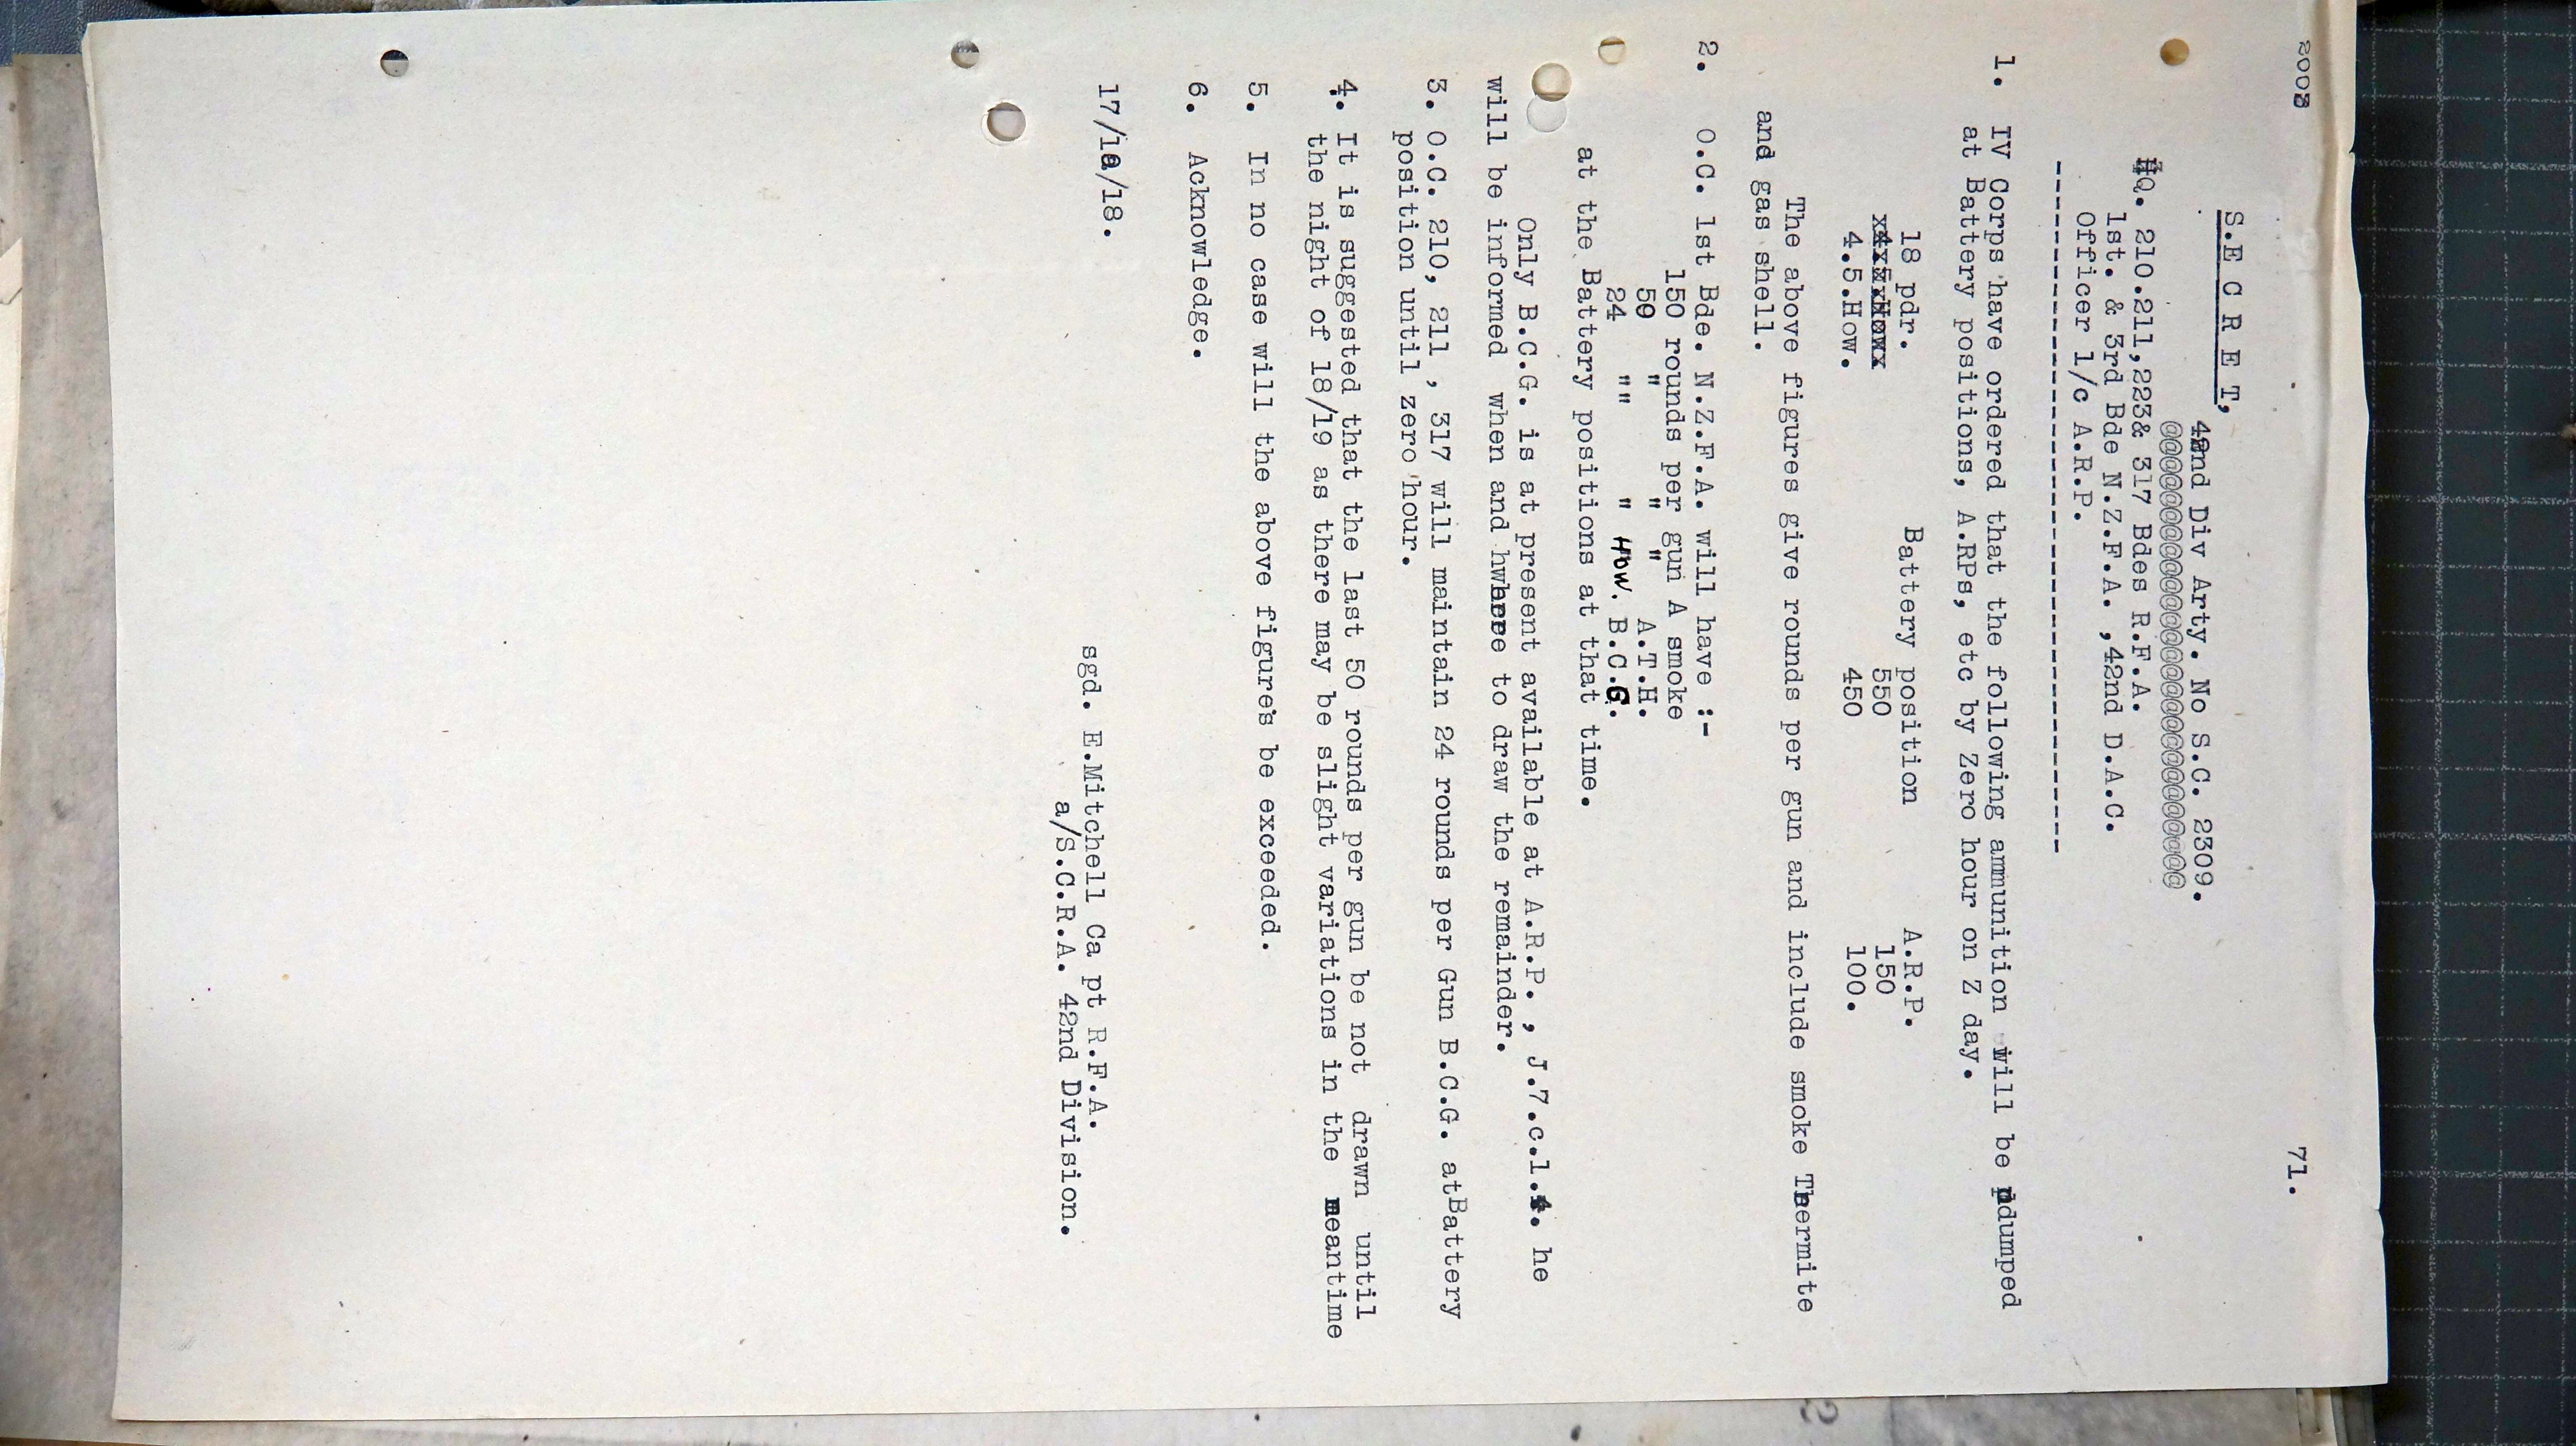 2008
71.
S.E C R E T,
42nd Div Arty. No S.C. 2309.
@@@@@@@@@@@@@@@@@@@@@@@@@@@@
HQ. 210.211,223& 317 Bdes R.F.A.
1st. & 3rd Bde N.Z.F.A. ,42nd D.A.C.
Officer 1/c A.R.P.
-----------------------------------
1. IV Corps have ordered that the following ammunition will be dumped
at Battery positions, A.RPs, etc by Zero hour on Z day.
Battery position A.R.P.
18 pdr. 550 150
x4x5xHowx
4.5.How. 450 100.
The above figures give rounds per gun and include smoke Thermite
and gas shell.
2. O.C. 1st Bde. N.Z.F.A. will have :-
150 rounds per gun A smoke
50 " " " A.T.H.
24 "" " How. B.C.G.
at the Battery positions at that time.
Only B.C.G. is at present available at A.R.P. , J.7.c.1.4. he
will be informed when and hwhere to draw the remainder.
3. O.C. 210, 211 , 317 will maintain 24 rounds per Gun B.C.G. atBattery
position until zero 'hour.
4. It is suggested that the last 50 rounds per gun be not drawn until
the night of 18/19 as there may be slight variations in the meantime
5. In no case will the above figures be exceeded.
6. Acknowledge.
17/10/18.
sgd. E.Mitchell Ca pt R.F.A.
a/S.C.R.A. 42nd Division.